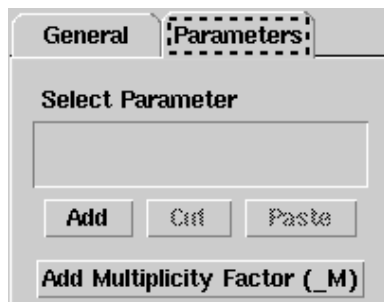 General Parameters
Select Parameter
Add Cut Paste
Add Multiplicity Factor (_M)